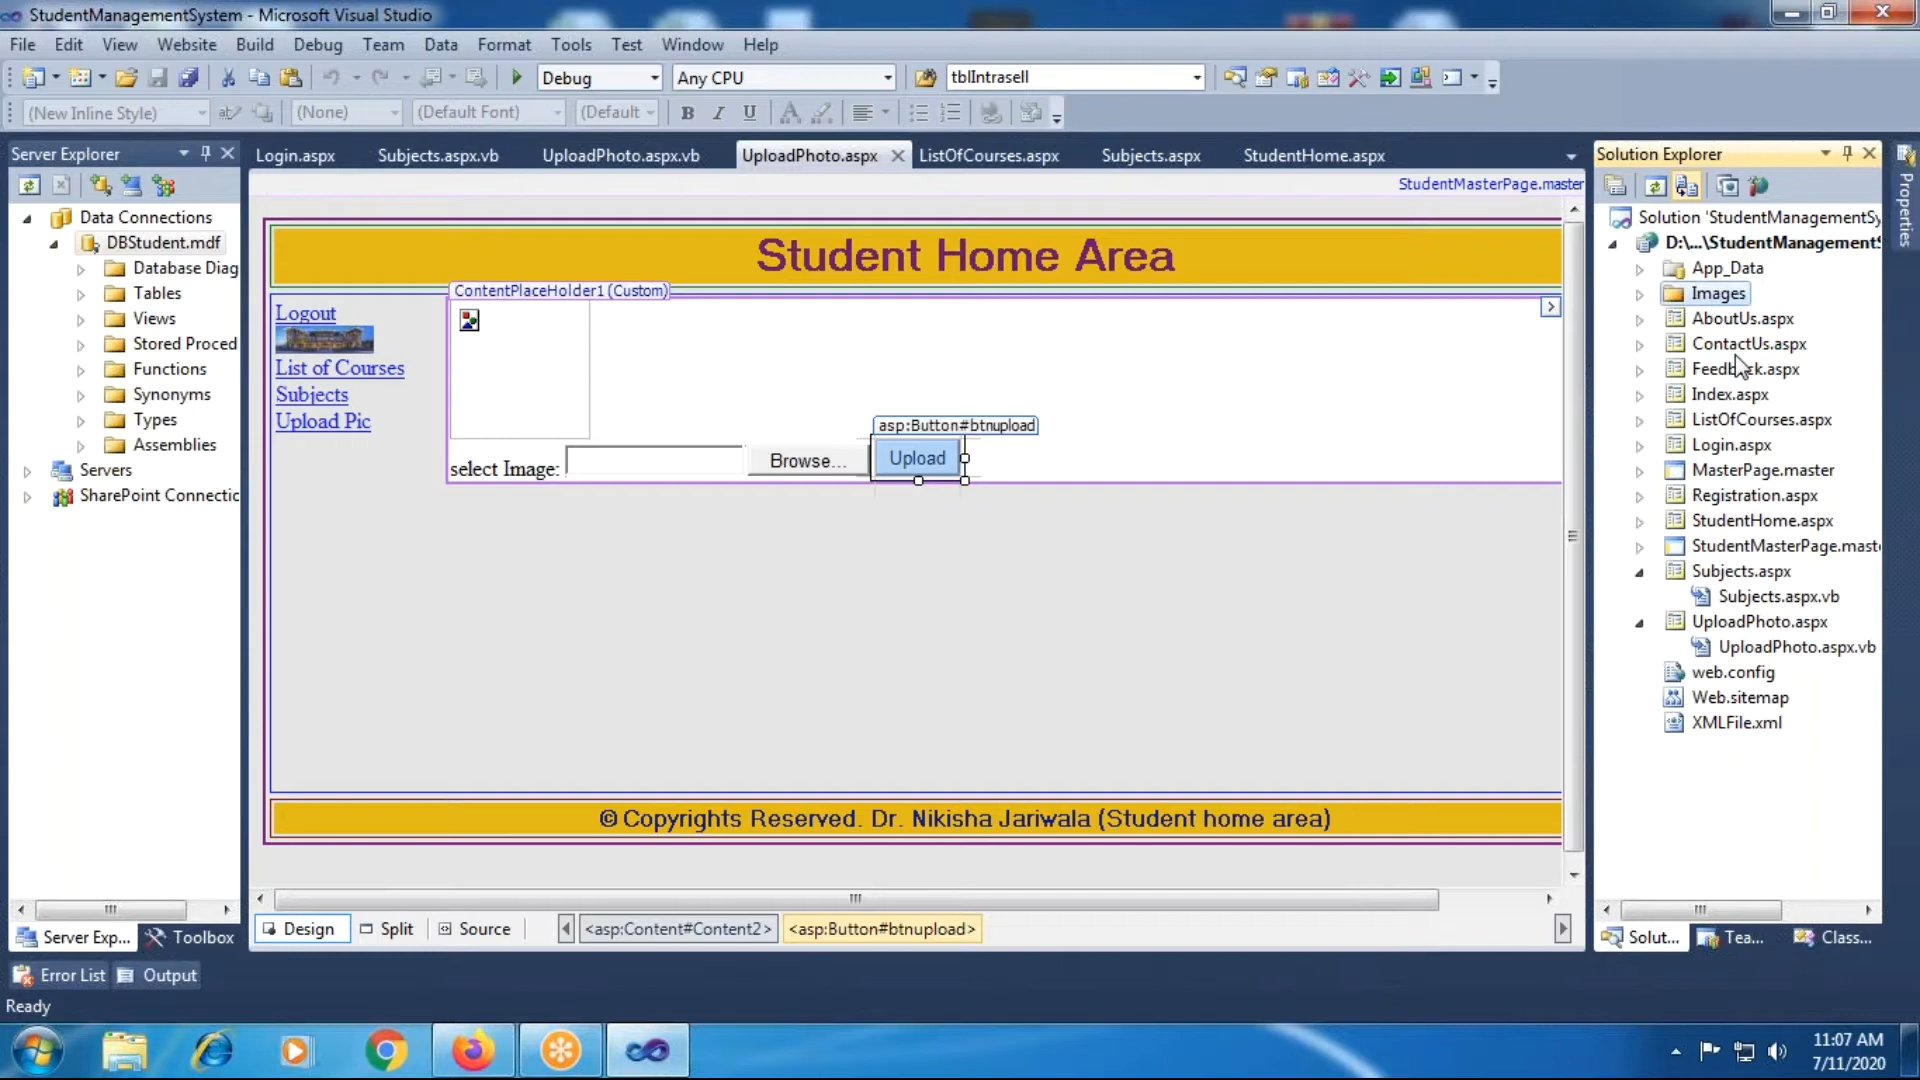 StudentManagementSystem - Microsoft Visual Studio
File Edit View Website Build Debug Team Data Format Tools Test Window Help
Debug Any CPU tblIntrasell
(New Inline Style) (None) (Default Font) (Default B I U
Server Explorer
Data Connections
DBStudent.mdf
Database Diag
Tables
Views
Stored Proced
Functions
Synonyms
Types
Assemblies
Servers
SharePoint Connectic
Server Exp... Toolbox
Login.aspx Subjects.aspx.vb UploadPhoto.aspx.vb UploadPhoto.aspx ListOfCourses.aspx Subjects.aspx StudentHome.aspx
StudentMasterPage.master
Student Home Area
ContentPlaceHolder1 (Custom)
Logout
List of Courses
Subjects
Upload Pic
asp:Button#btnupload
select Image: Browse... Upload
© Copyrights Reserved. Dr. Nikisha Jariwala (Student home area)
Design Split Source <asp:Content#Content2> <asp:Button#btnupload>
Solution Explorer
Solution 'StudentManagementSy
D:\...\StudentManagementS
App_Data
Images
AboutUs.aspx
ContactUs.aspx
Feedback.aspx
Index.aspx
ListOfCourses.aspx
Login.aspx
MasterPage.master
Registration.aspx
StudentHome.aspx
StudentMasterPage.mast
Subjects.aspx
Subjects.aspx.vb
UploadPhoto.aspx
UploadPhoto.aspx.vb
web.config
Web.sitemap
XMLFile.xml
Solut... Tea... Class...
Properties
Error List Output
Ready
11:07 AM
7/11/2020